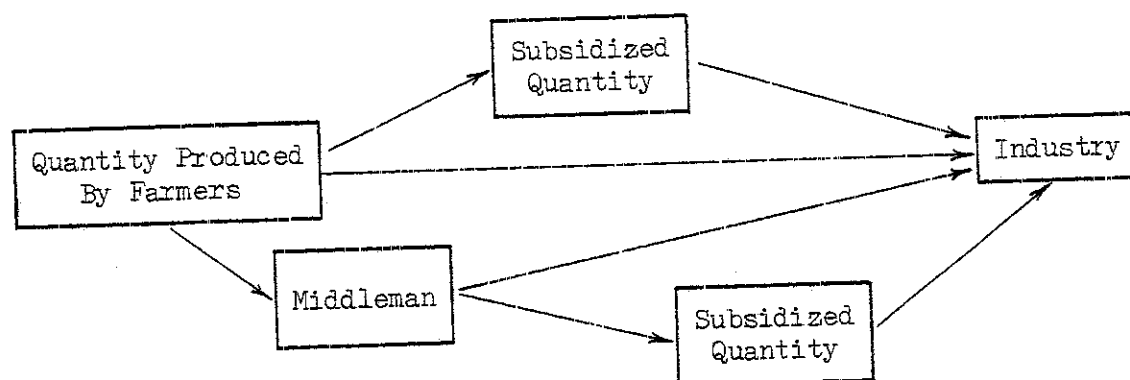 Subsidized
Quantity
Quantity Produced
By Farmers
Industry
Middleman
Subsidized
Quantity